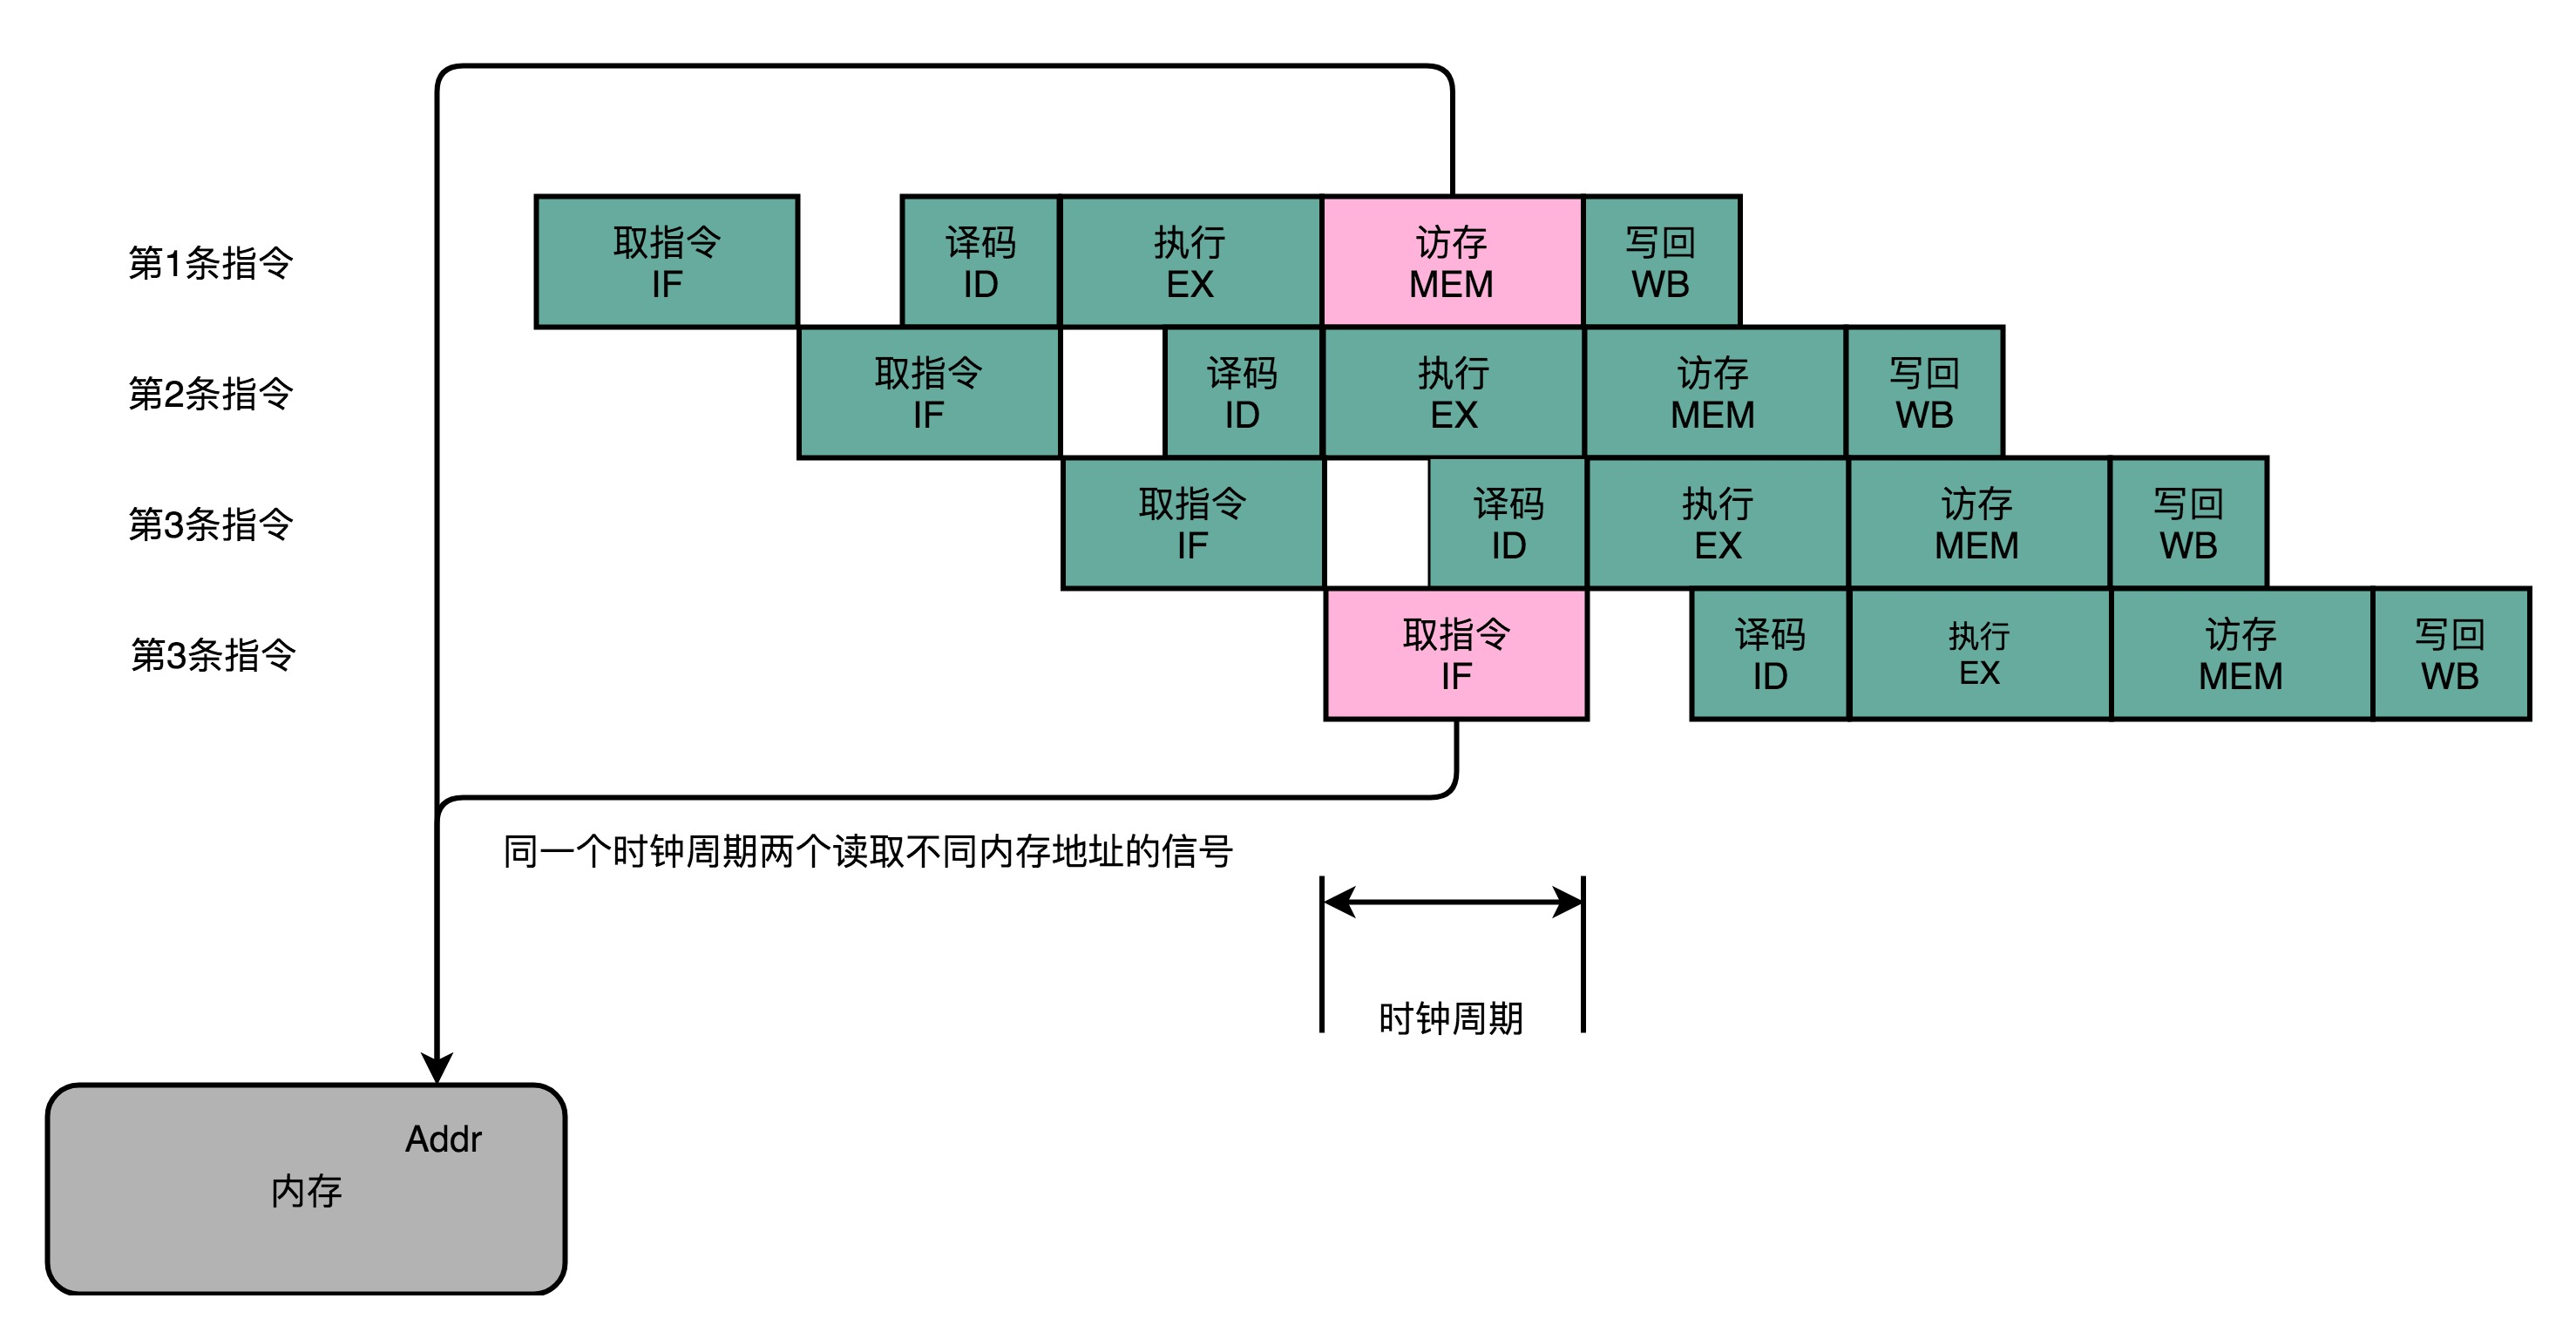 第1条指令
取指令
IF
译码
ID
执行
EX
访存
MEM
写回
WB
第2条指令
取指令
IF
译码
ID
执行
EX
访存
MEM
写回
WB
第3条指令
取指令
IF
译码
ID
执行
EX
访存
MEM
写回
WB
第3条指令
取指令
IF
译码
ID
执行
EX
访存
MEM
写回
WB
同一个时钟周期两个读取不同内存地址的信号
时钟周期
Addr
内存